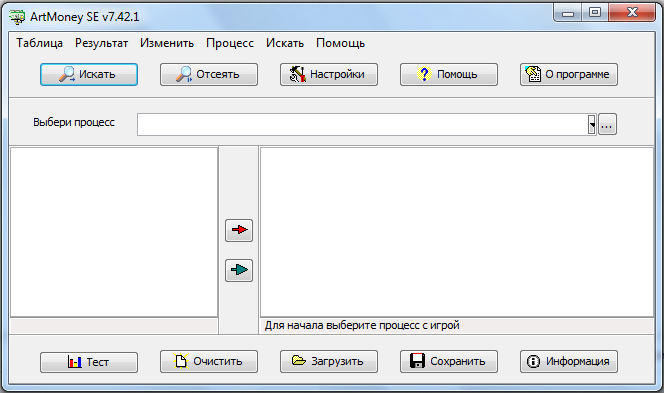 ArtMoney SE v7.42.1
Таблица Результат Изменить Процесс Искать Помощь
Искать Отсеять Настройки Помощь О программе
Выбери процесс ...
Для начала выберите процесс с игрой
Тест Очистить Загрузить Сохранить Информация